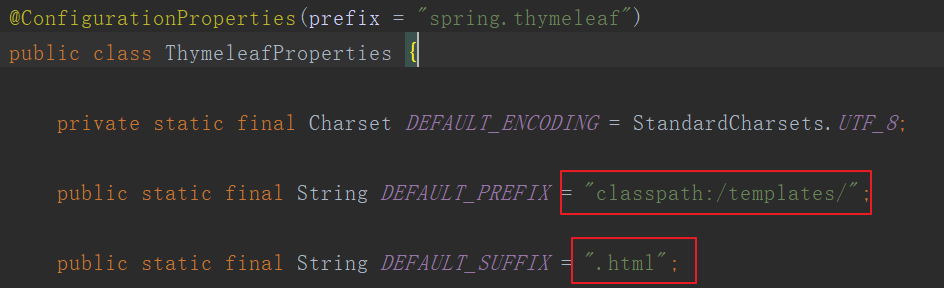 @ConfigurationProperties(prefix = "spring.thymeleaf")
public class ThymeleafProperties {
private static final Charset DEFAULT_ENCODING = StandardCharsets.UTF_8;
public static final String DEFAULT_PREFIX = "classpath:/templates/";
public static final String DEFAULT_SUFFIX = ".html";